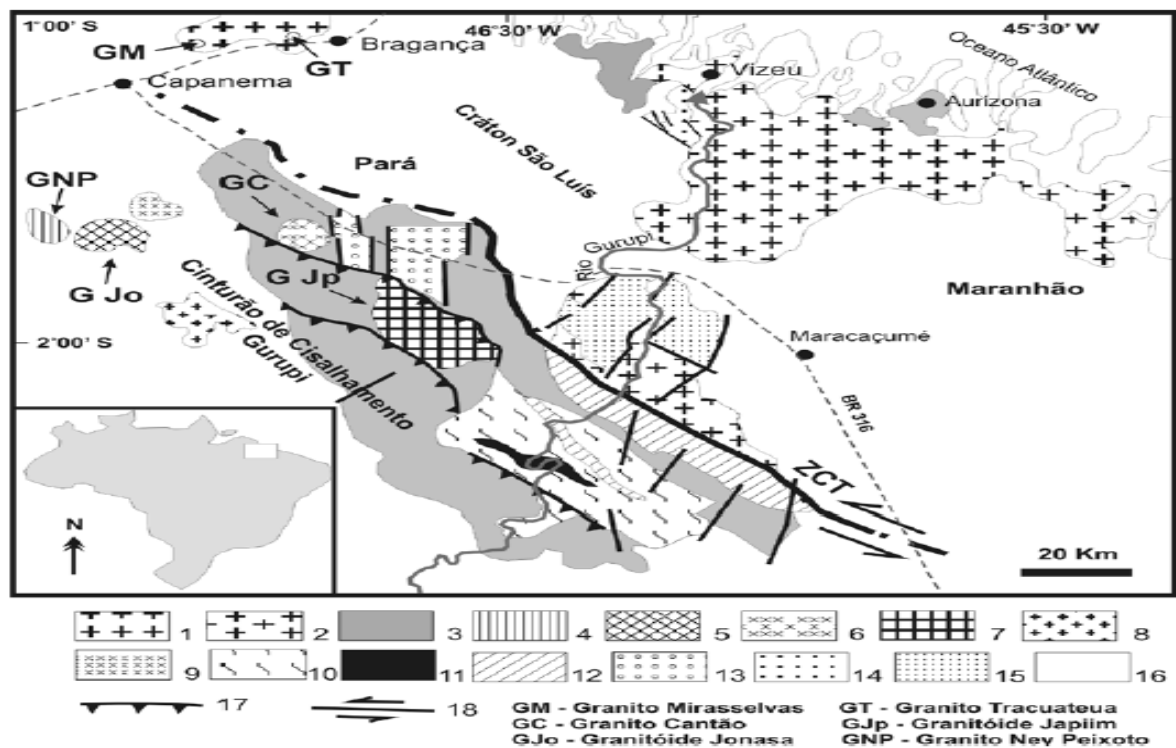 1°00' S
46°30' W
45°30' W
GM
GT
Bragança
Capanema
Vizeu
Oceano Atlântico
Aurizona
Cráton São Luís
Pará
GNP
GC
Rio Gurupi
G Jp
G Jo
Maranhão
Cinturão de Cisalhamento
Gurupi
2°00' S
Maracaçumé
BR 316
ZCT
N
20 Km
1 2 3 4 5 6 7 8
9 10 11 12 13 14 15 16
17 18
GM - Granito Mirasselvas GT - Granito Tracuateua
GC - Granito Cantão GJp - Granitóide Japiim
GJo - Granitóide Jonasa GNP - Granito Ney Peixoto